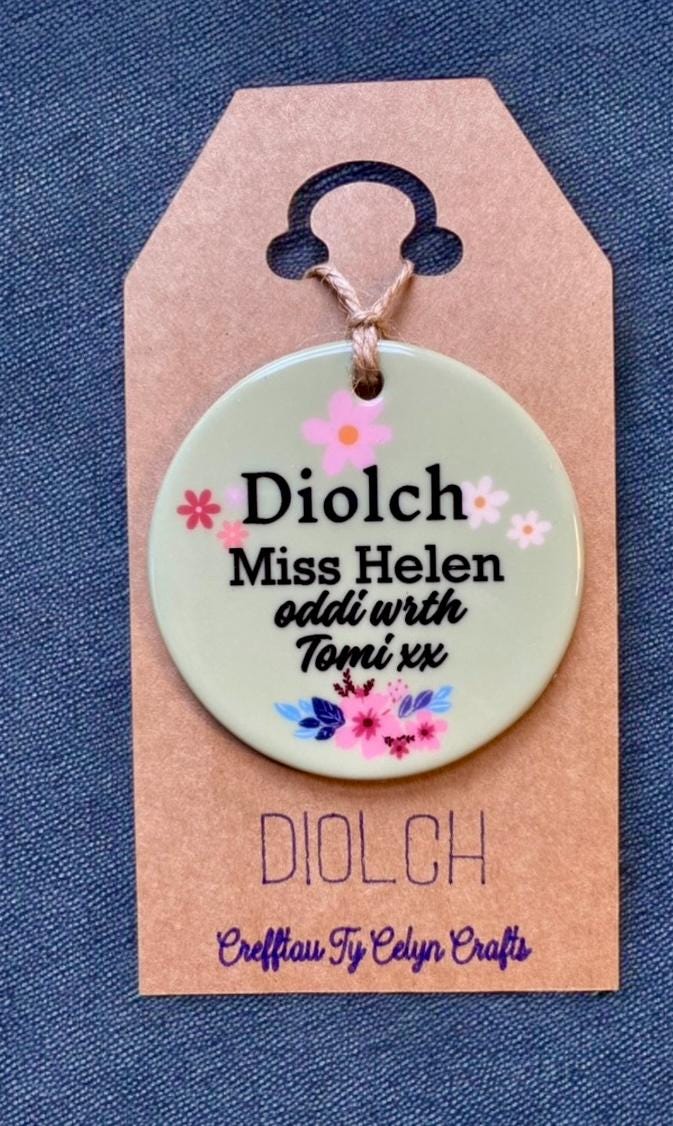 Diolch
Miss Helen
oddi wrth
Tomi xx
DIOLCH
Crefftau Ty Celyn Crafts